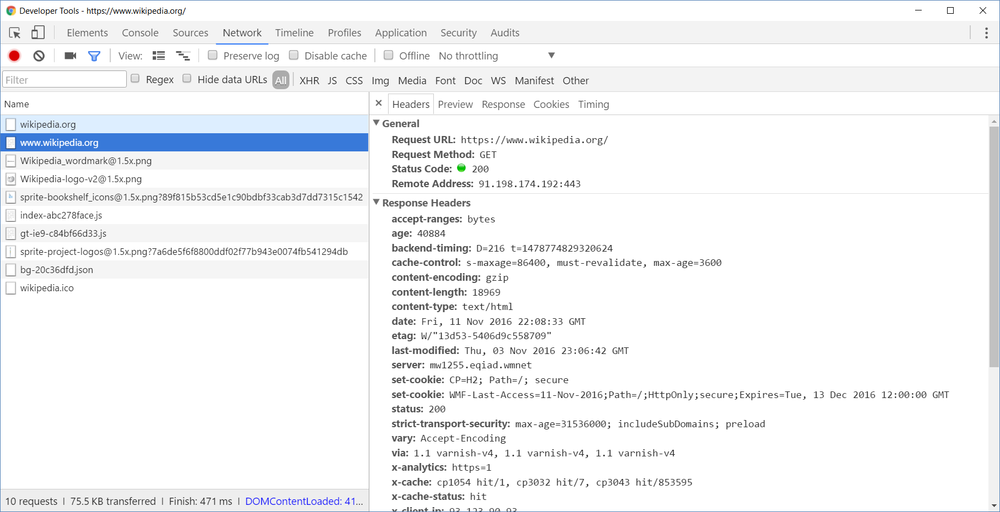 Developer Tools - https://www.wikipedia.org/
Elements Console Sources Network Timeline Profiles Application Security Audits
View: Preserve log Disable cache Offline No throttling
Filter Regex Hide data URLs All XHR JS CSS Img Media Font Doc WS Manifest Other
Name
wikipedia.org
www.wikipedia.org
Wikipedia_wordmark@1.5x.png
Wikipedia-logo-v2@1.5x.png
sprite-bookshelf_icons@1.5x.png?89f815b53cd5e1c90bdbf33cab3d7dd7315c1542
index-abc278face.js
gt-ie9-c84bf66d33.js
sprite-project-logos@1.5x.png?7a6de5f6f8800ddf02f77b943e0074fb541294db
bg-20c36dfd.json
wikipedia.ico
10 requests | 75.5 KB transferred | Finish: 471 ms | DOMContentLoaded: 41...
× Headers Preview Response Cookies Timing
General
Request URL: https://www.wikipedia.org/
Request Method: GET
Status Code: 200
Remote Address: 91.198.174.192:443
Response Headers
accept-ranges: bytes
age: 40884
backend-timing: D=216 t=1478774829320624
cache-control: s-maxage=86400, must-revalidate, max-age=3600
content-encoding: gzip
content-length: 18969
content-type: text/html
date: Fri, 11 Nov 2016 22:08:33 GMT
etag: W/"13d53-5406d9c558709"
last-modified: Thu, 03 Nov 2016 23:06:42 GMT
server: mw1255.eqiad.wmnet
set-cookie: CP=H2; Path=/; secure
set-cookie: WMF-Last-Access=11-Nov-2016;Path=/;HttpOnly;secure;Expires=Tue, 13 Dec 2016 12:00:00 GMT
status: 200
strict-transport-security: max-age=31536000; includeSubDomains; preload
vary: Accept-Encoding
via: 1.1 varnish-v4, 1.1 varnish-v4, 1.1 varnish-v4
x-analytics: https=1
x-cache: cp1054 hit/1, cp3032 hit/7, cp3043 hit/853595
x-cache-status: hit
x-client-ip: 93.123.90.93